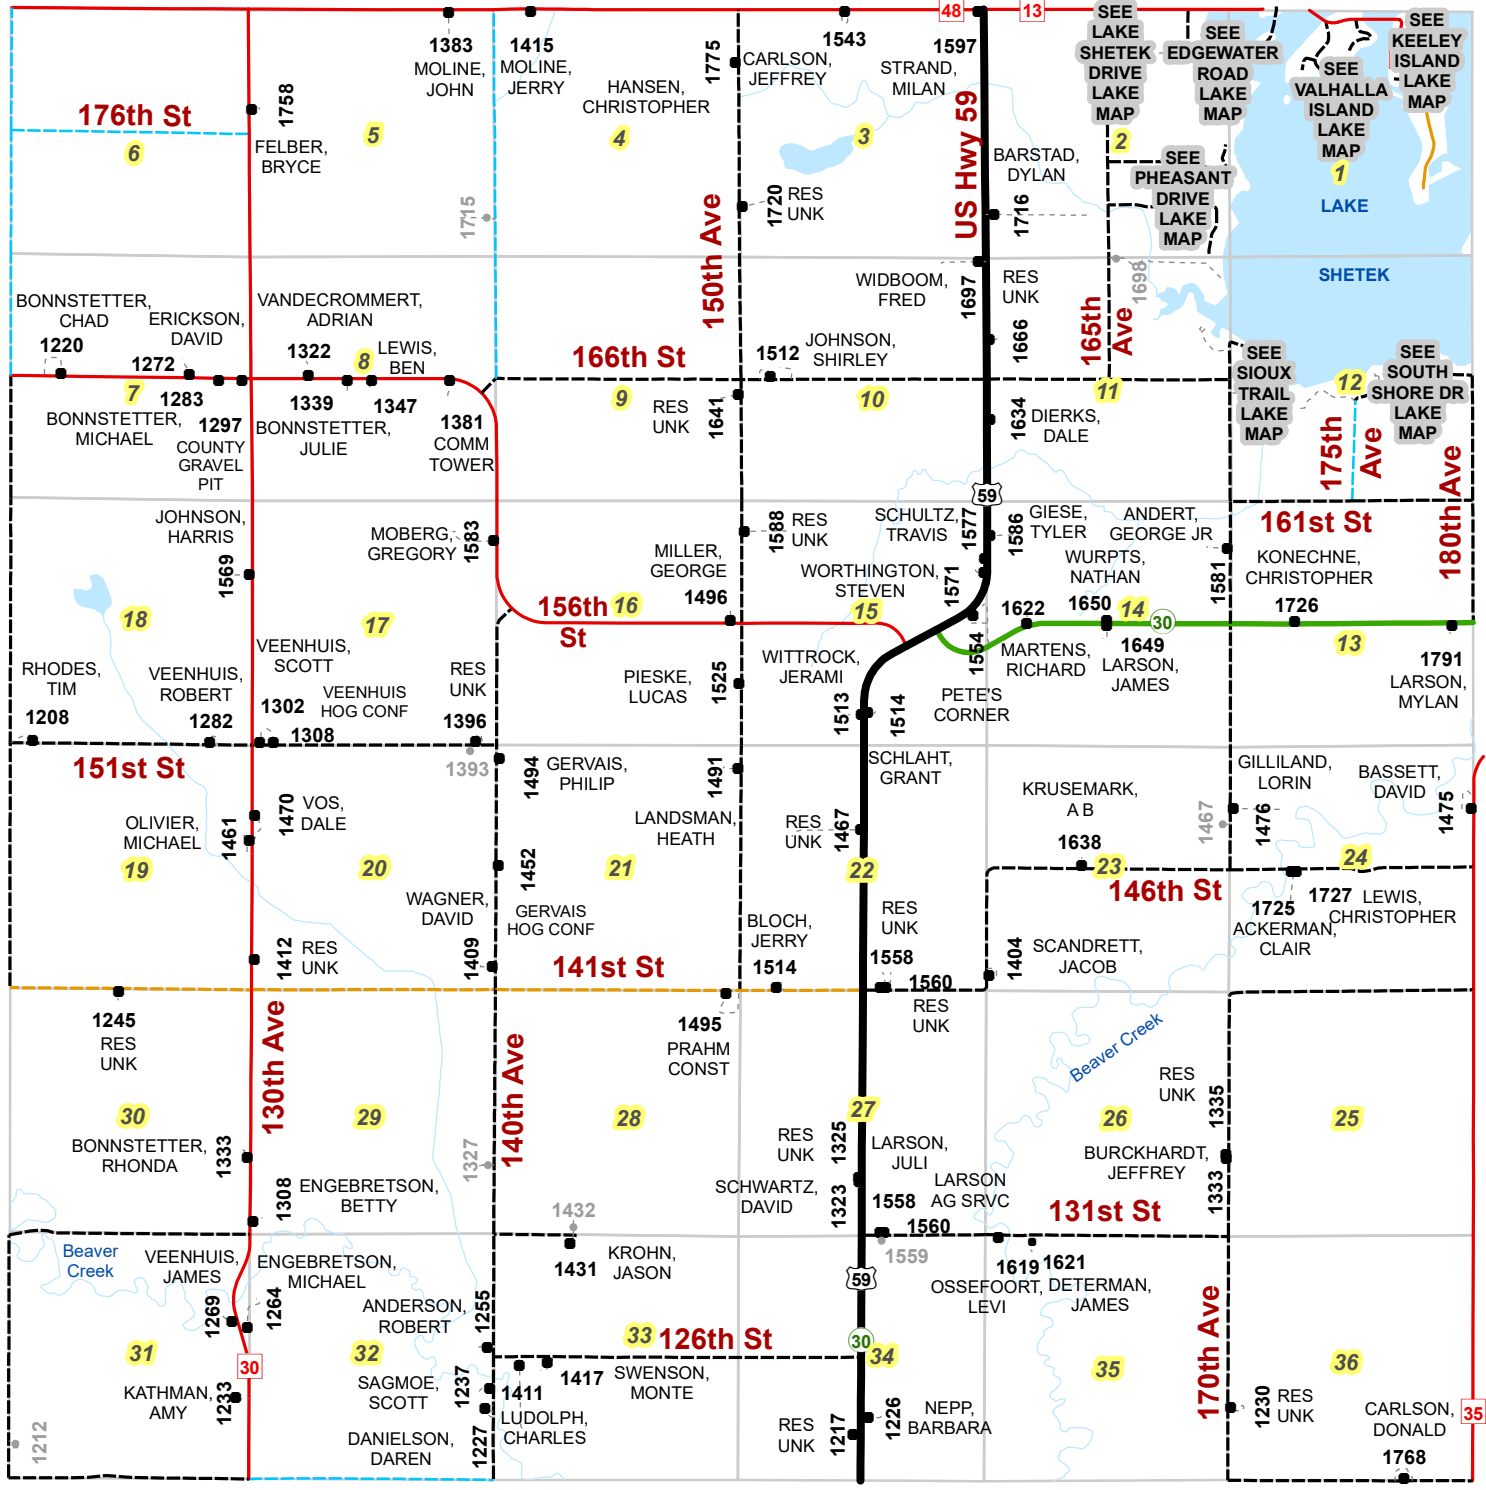 48
13
1383
MOLINE,
JOHN
1415
MOLINE,
JERRY
1775
CARLSON,
JEFFREY
1543
1597
STRAND,
MILAN
HANSEN,
CHRISTOPHER
SEE
LAKE
SHETEK
DRIVE
LAKE
MAP
SEE
EDGEWATER
ROAD
LAKE
MAP
SEE
VALHALLA
ISLAND
LAKE
MAP
SEE
KEELEY
ISLAND
LAKE
MAP
176th St
1758
FELBER,
BRYCE
6
5
4
3
2
1
US Hwy 59
BARSTAD,
DYLAN
SEE
PHEASANT
DRIVE
LAKE
MAP
LAKE
SHETEK
1715
1720
RES
UNK
1716
150th Ave
WIDBOOM,
FRED
1697
RES
UNK
1666
1698
165th
Ave
BONNSTETTER,
CHAD
1220
ERICKSON,
DAVID
1272
VANDECROMMERT,
ADRIAN
1322
8
LEWIS,
BEN
166th St
1512
JOHNSON,
SHIRLEY
7
1283
BONNSTETTER,
MICHAEL
1297
COUNTY
GRAVEL
PIT
1339
BONNSTETTER,
JULIE
1347
1381
COMM
TOWER
9
RES
UNK
1641
10
1634
DIERKS,
DALE
11
SEE
SIOUX
TRAIL
LAKE
MAP
12
SEE
SOUTH
SHORE DR
LAKE
MAP
175th
Ave
180th Ave
59
JOHNSON,
HARRIS
1569
MOBERG,
GREGORY
1583
MILLER,
GEORGE
1496
1588
RES
UNK
SCHULTZ,
TRAVIS
1577
1586
GIESE,
TYLER
ANDERT,
GEORGE JR
1581
161st St
KONECHNE,
CHRISTOPHER
1726
WORTHINGTON,
STEVEN
1571
WURPTS,
NATHAN
1650
14
30
18
17
156th
St
16
15
1622
1554
MARTENS,
RICHARD
1649
LARSON,
JAMES
13
1791
LARSON,
MYLAN
RHODES,
TIM
1208
VEENHUIS,
ROBERT
1282
VEENHUIS,
SCOTT
1302
VEENHUIS
HOG CONF
1308
RES
UNK
1396
1393
PIESKE,
LUCAS
1525
WITTROCK,
JERAMI
1513
1514
PETE'S
CORNER
151st St
1494
GERVAIS,
PHILIP
1491
LANDSMAN,
HEATH
SCHLAHT,
GRANT
RES
UNK
1467
KRUSEMARK,
A B
1638
1467
GILLILAND,
LORIN
1476
BASSETT,
DAVID
1475
OLIVIER,
MICHAEL
1461
1470
VOS,
DALE
19
20
1452
GERVAIS
HOG CONF
21
22
23
24
146th St
WAGNER,
DAVID
1409
BLOCH,
JERRY
1514
RES
UNK
1558
1560
RES
UNK
1404
SCANDRETT,
JACOB
1725
ACKERMAN,
CLAIR
1727
LEWIS,
CHRISTOPHER
1412
RES
UNK
141st St
1245
RES
UNK
130th Ave
140th Ave
1495
PRAHM
CONST
Beaver Creek
RES
UNK
1335
30
29
28
27
26
25
BONNSTETTER,
RHONDA
1333
1327
RES
UNK
1325
LARSON,
JULI
BURCKHARDT,
JEFFREY
1333
1308
ENGEBRETSON,
BETTY
1432
SCHWARTZ,
DAVID
1323
LARSON
AG SRVC
1558
1560
1559
131st St
Beaver
Creek
VEENHUIS,
JAMES
1269
ENGEBRETSON,
MICHAEL
1264
1431
KROHN,
JASON
59
1619
OSSEFOORT,
LEVI
1621
DETERMAN,
JAMES
170th Ave
ANDERSON,
ROBERT
1255
31
30
32
33
126th St
30
34
35
36
KATHMAN,
AMY
1233
1212
SAGMOE,
SCOTT
1237
1411
LUDOLPH,
CHARLES
1417
SWENSON,
MONTE
DANIELSON,
DAREN
1227
RES
UNK
1217
1226
NEPP,
BARBARA
1230
RES
UNK
CARLSON,
DONALD
1768
35